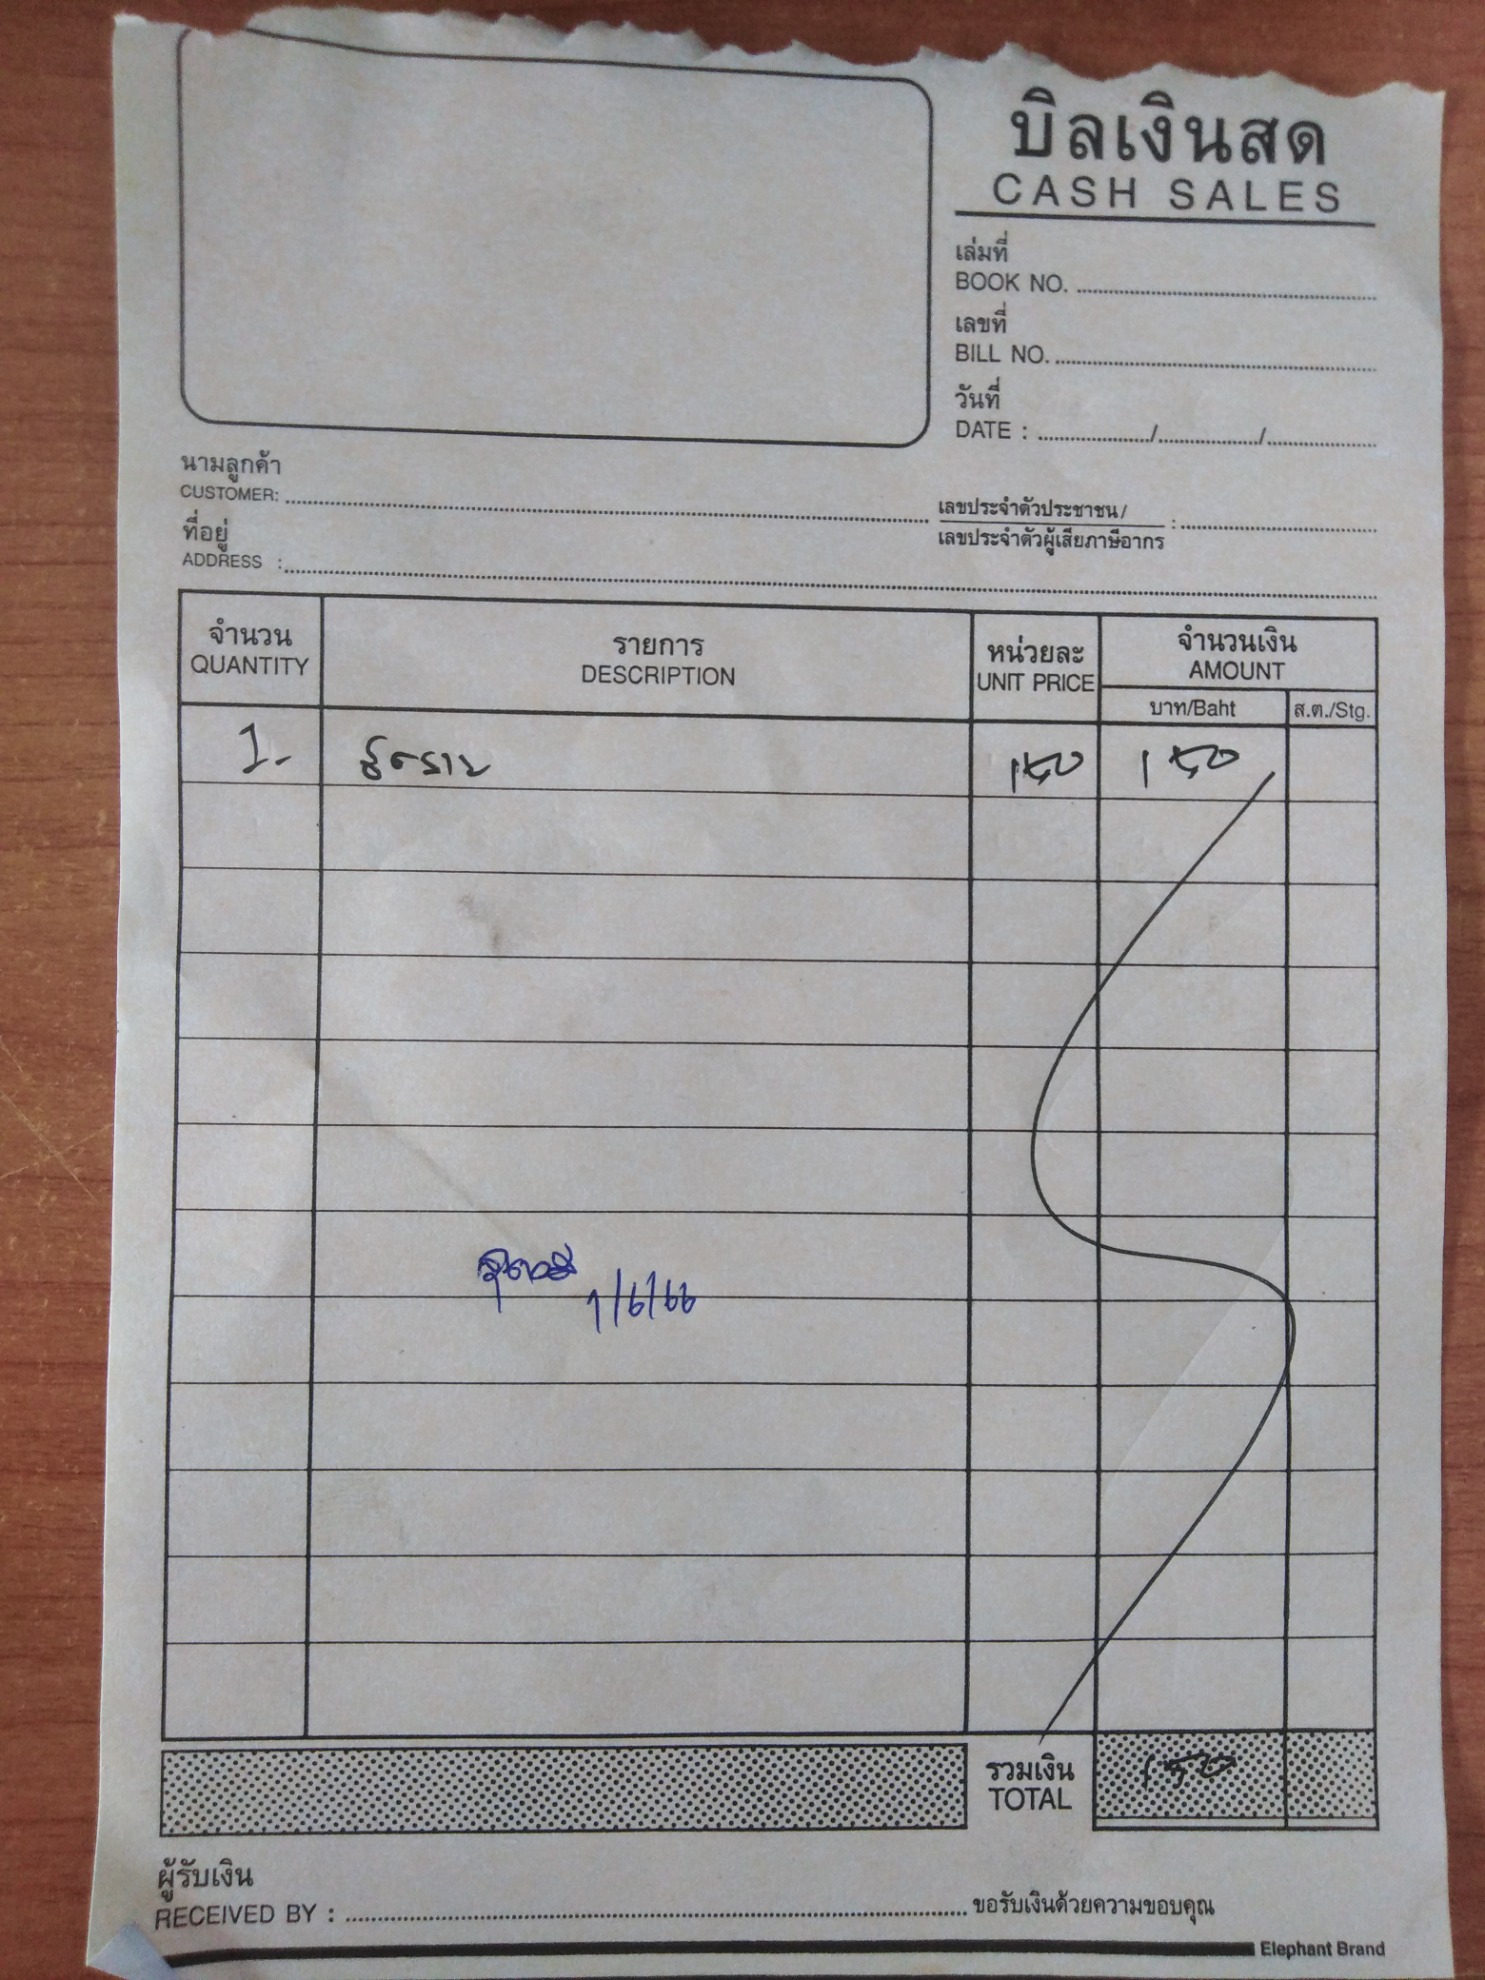 บิลเงินสด
CASH SALES
เล่มที่
BOOK NO.
เลขที่
BILL NO.
วันที่
DATE : / /
นามลูกค้า
CUSTOMER:
เลขประจำตัวประชาชน /
เลขประจำตัวผู้เสียภาษีอากร :
ที่อยู่
ADDRESS :
จำนวน รายการ หน่วยละ จำนวนเงิน
QUANTITY DESCRIPTION UNIT PRICE AMOUNT
บาท/Baht ส.ต./Stg.
1. 150 150
1/6/66
รวมเงิน 150
TOTAL
ผู้รับเงิน
RECEIVED BY : ขอรับเงินด้วยความขอบคุณ
Elephant Brand